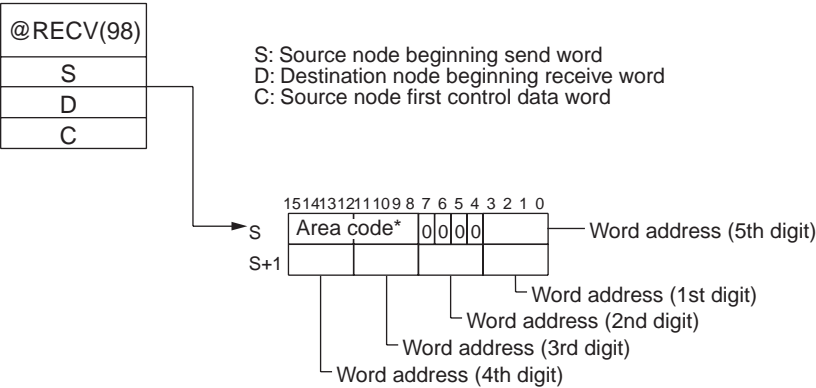 @RECV(98)
S
D
C
S: Source node beginning send word
D: Destination node beginning receive word
C: Source node first control data word
15 14 13 12 11 10 9 8 7 6 5 4 3 2 1 0
S Area code* 0 0 0 0 Word address (5th digit)
S+1
Word address (1st digit)
Word address (2nd digit)
Word address (3rd digit)
Word address (4th digit)